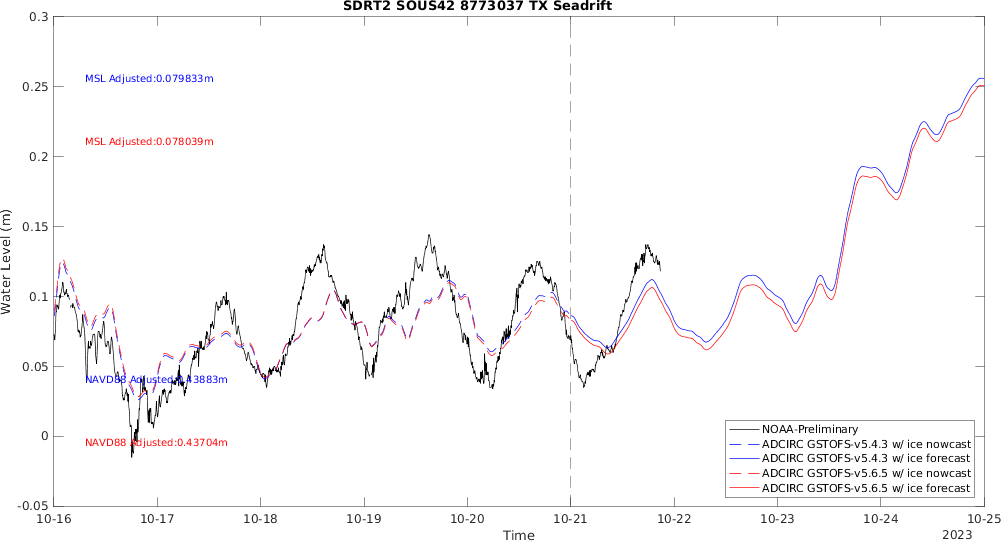 SDRT2 SOUS42 8773037 TX Seadrift
0.3
0.25
0.2
0.15
0.1
0.05
0
-0.05
Water Level (m)
MSL Adjusted:0.079833m
MSL Adjusted:0.078039m
NAVD88 Adjusted:0.43883m
NAVD88 Adjusted:0.43704m
NOAA-Preliminary
ADCIRC GSTOFS-v5.4.3 w/ ice nowcast
ADCIRC GSTOFS-v5.4.3 w/ ice forecast
ADCIRC GSTOFS-v5.6.5 w/ ice nowcast
ADCIRC GSTOFS-v5.6.5 w/ ice forecast
10-16 10-17 10-18 10-19 10-20 10-21 10-22 10-23 10-24 10-25
Time
2023